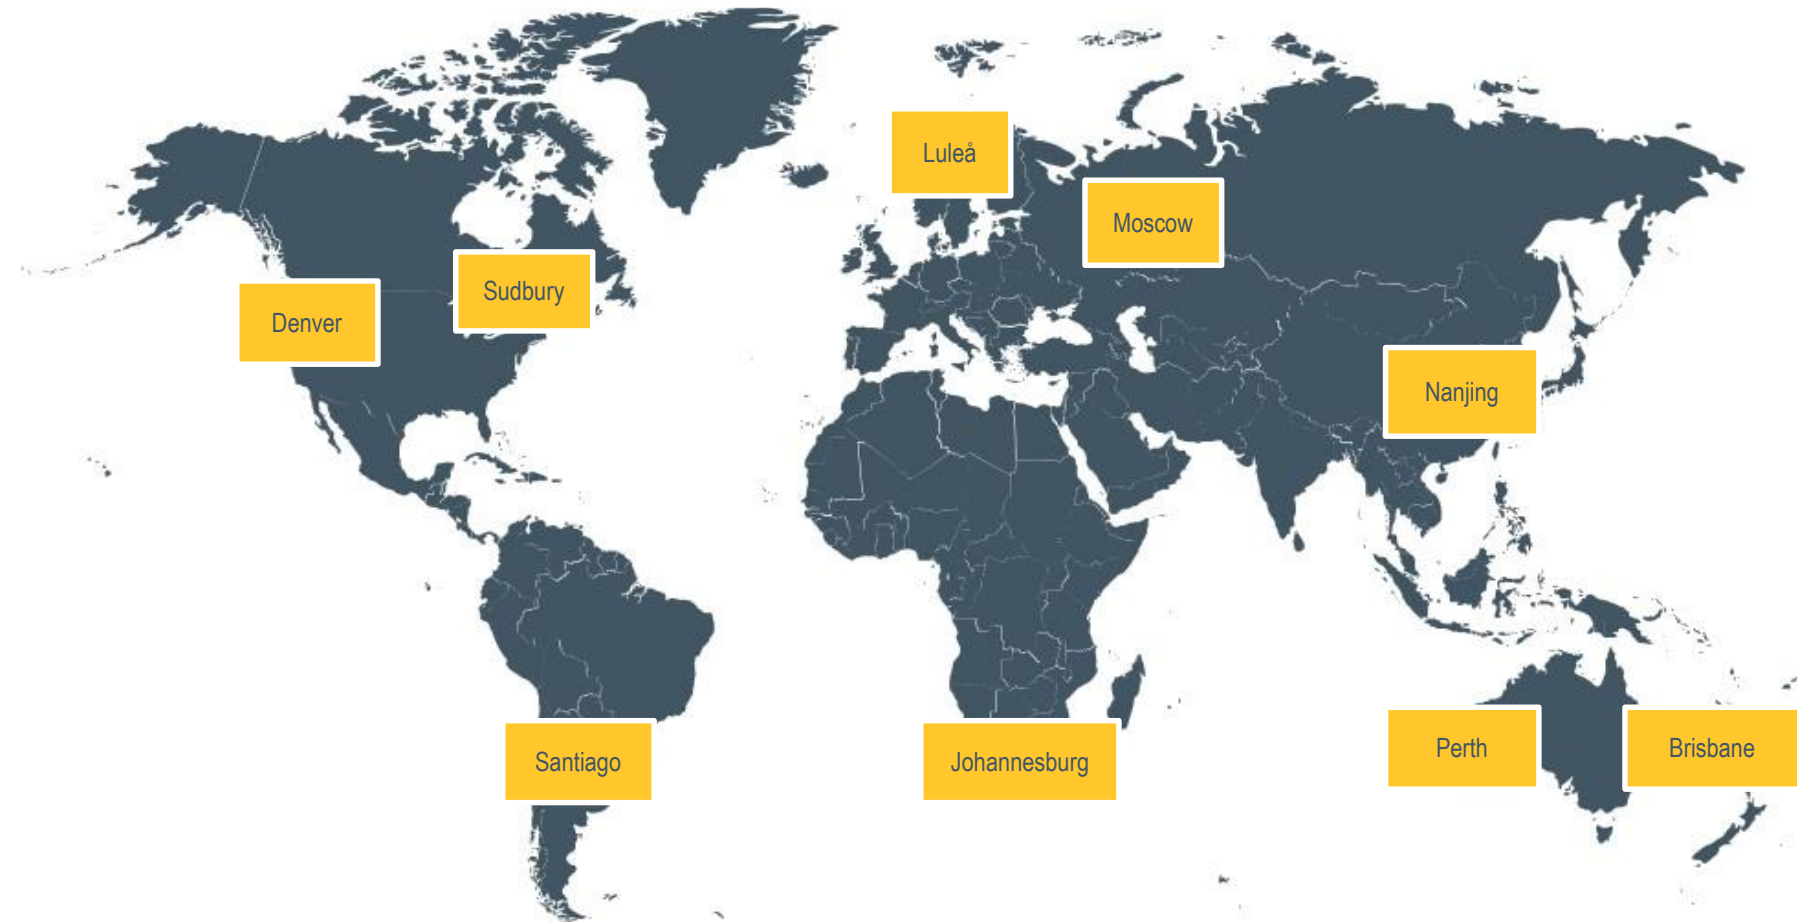 Luleå
Moscow
Sudbury
Denver
Nanjing
Santiago
Johannesburg
Perth
Brisbane